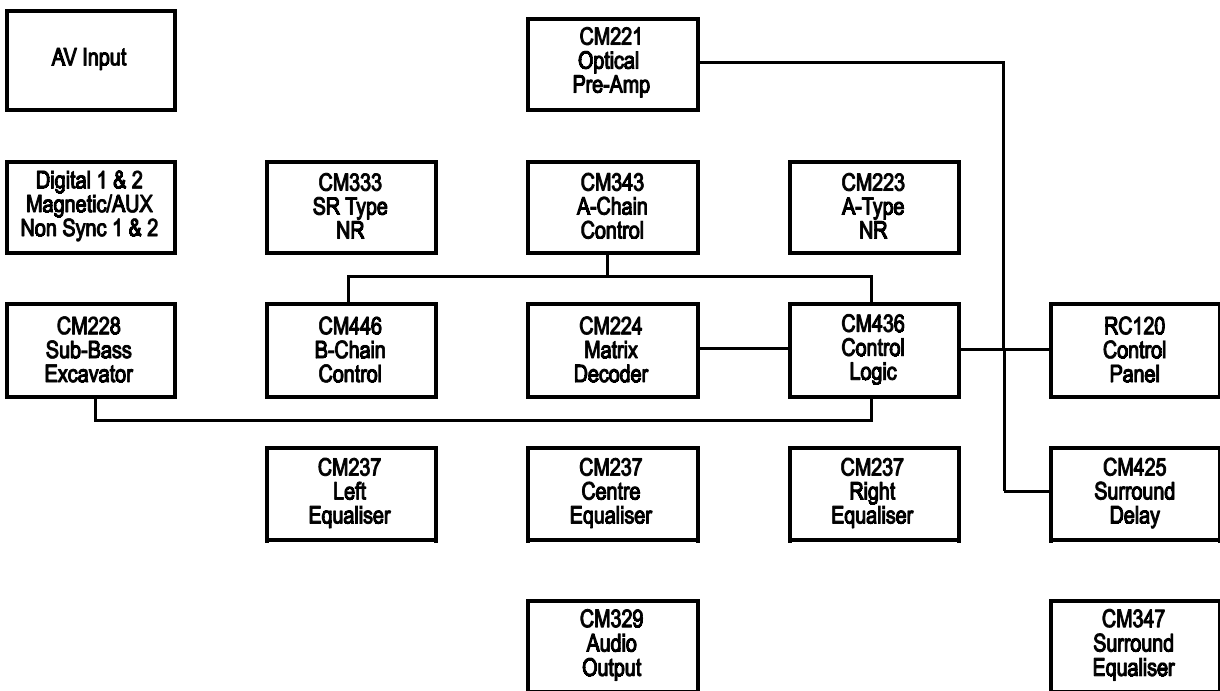 AV Input
CM221
Optical
Pre-Amp
Digital 1 & 2
Magnetic/AUX
Non Sync 1 & 2
CM333
SR Type
NR
CM343
A-Chain
Control
CM223
A-Type
NR
CM228
Sub-Bass
Excavator
CM446
B-Chain
Control
CM224
Matrix
Decoder
CM436
Control
Logic
RC120
Control
Panel
CM237
Left
Equaliser
CM237
Centre
Equaliser
CM237
Right
Equaliser
CM425
Surround
Delay
CM329
Audio
Output
CM347
Surround
Equaliser